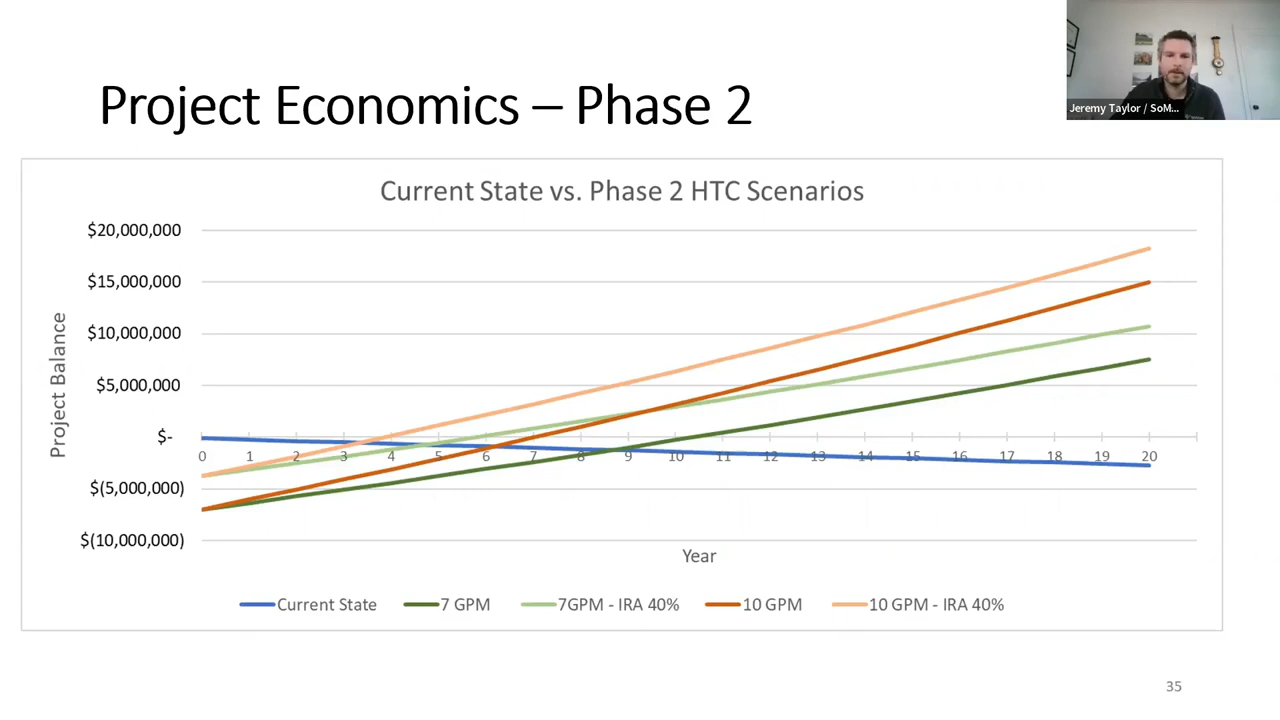 Jeremy Taylor / SoM...
Project Economics – Phase 2
Current State vs. Phase 2 HTC Scenarios
$20,000,000
$15,000,000
$10,000,000
$5,000,000
$-
$(5,000,000)
$(10,000,000)
Project Balance
0 1 2 3 4 5 6 7 8 9 10 11 12 13 14 15 16 17 18 19 20
Year
Current State 7 GPM 7GPM - IRA 40% 10 GPM 10 GPM - IRA 40%
35